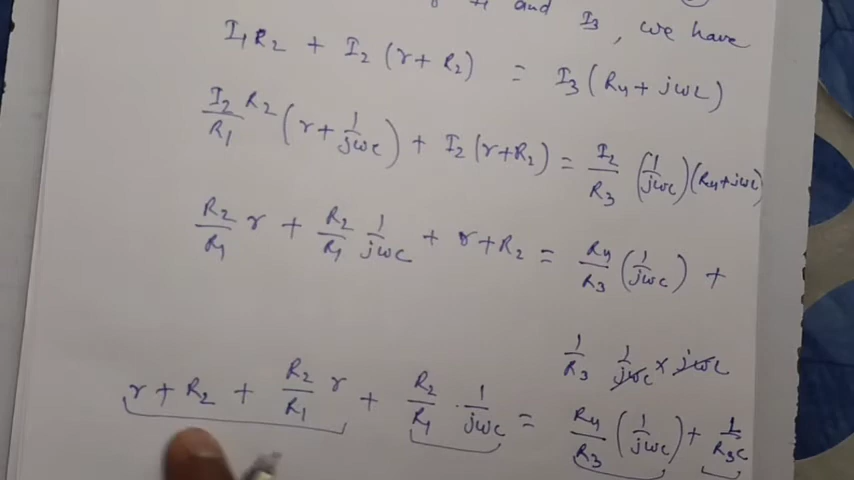 and I₃, we have
I₁R₂ + I₂(r+R₂) = I₃(R₄+jωL)
I₂/R₁ R₂(r+1/jωc) + I₂(r+R₂) = I₂/R₃ (1/jωc)(R₄+jωL)
R₂/R₁ r + R₂/R₁ 1/jωc + r+R₂ = R₄/R₃ (1/jωc) +
1/R₃ 1/jωc × jωL
r+R₂ + R₂/R₁ r + R₂/R₁ · 1/jωc = R₄/R₃ (1/jωc) + 1/R₃c